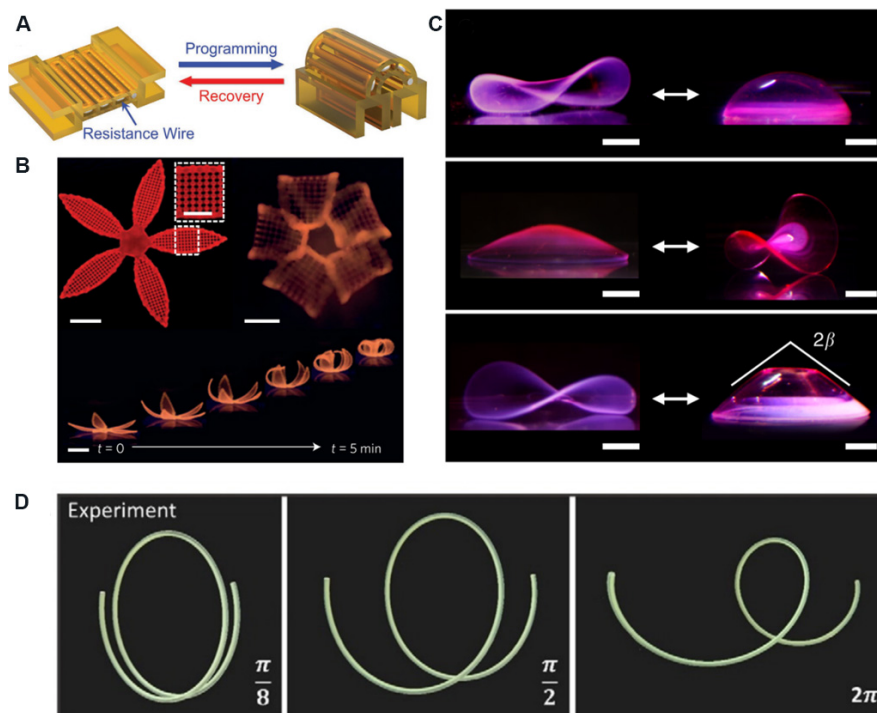 A
Programming
Recovery
Resistance Wire
B
t = 0
t = 5 min
C
2β
D
Experiment
π/8
π/2
2π